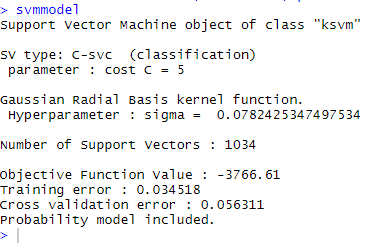 > svmmodel
Support Vector Machine object of class "ksvm"
SV type: C-svc  (classification)
 parameter : cost C = 5
Gaussian Radial Basis kernel function.
 Hyperparameter : sigma =  0.0782425347497534
Number of Support Vectors : 1034
Objective Function Value : -3766.61
Training error : 0.034518
Cross validation error : 0.056311
Probability model included.
>